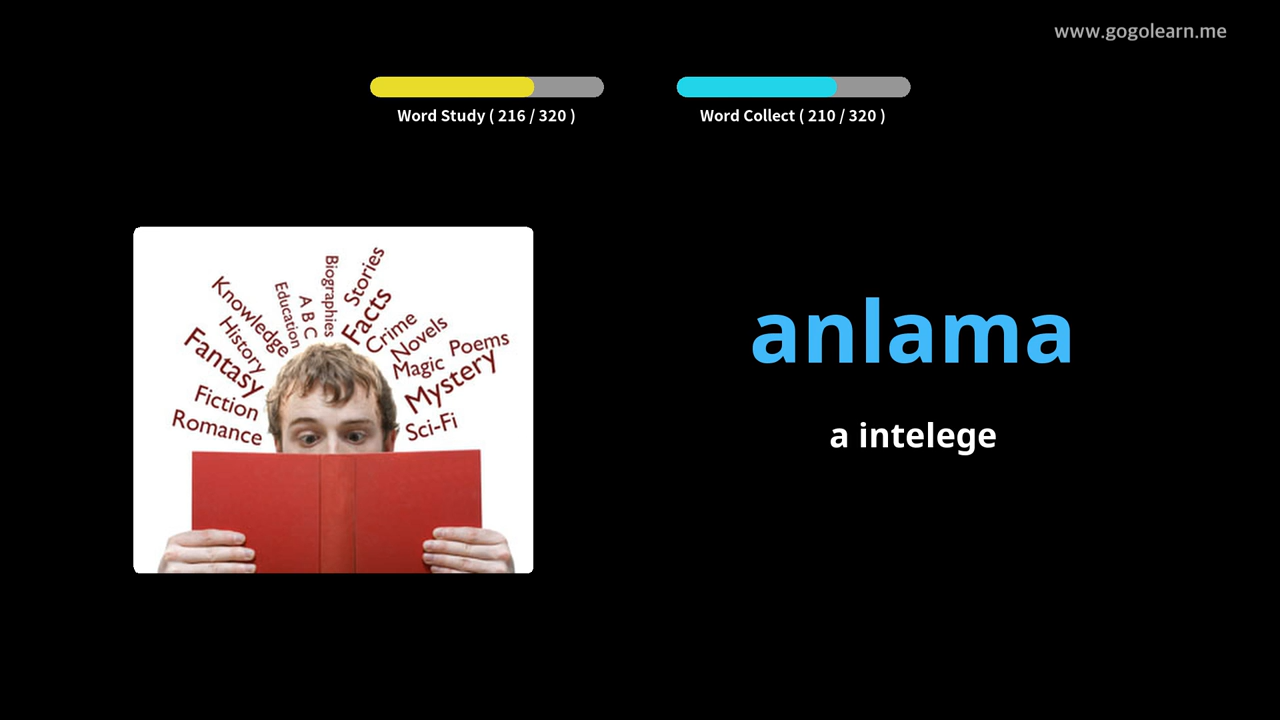 www.gogolearn.me
Word Study ( 216 / 320 )
Word Collect ( 210 / 320 )
Biographies
Stories
Education
A B C
Facts
Knowledge
Crime
History
Novels
Fantasy
Magic
Poems
Mystery
Fiction
Romance
Sci-Fi
anlama
a intelege